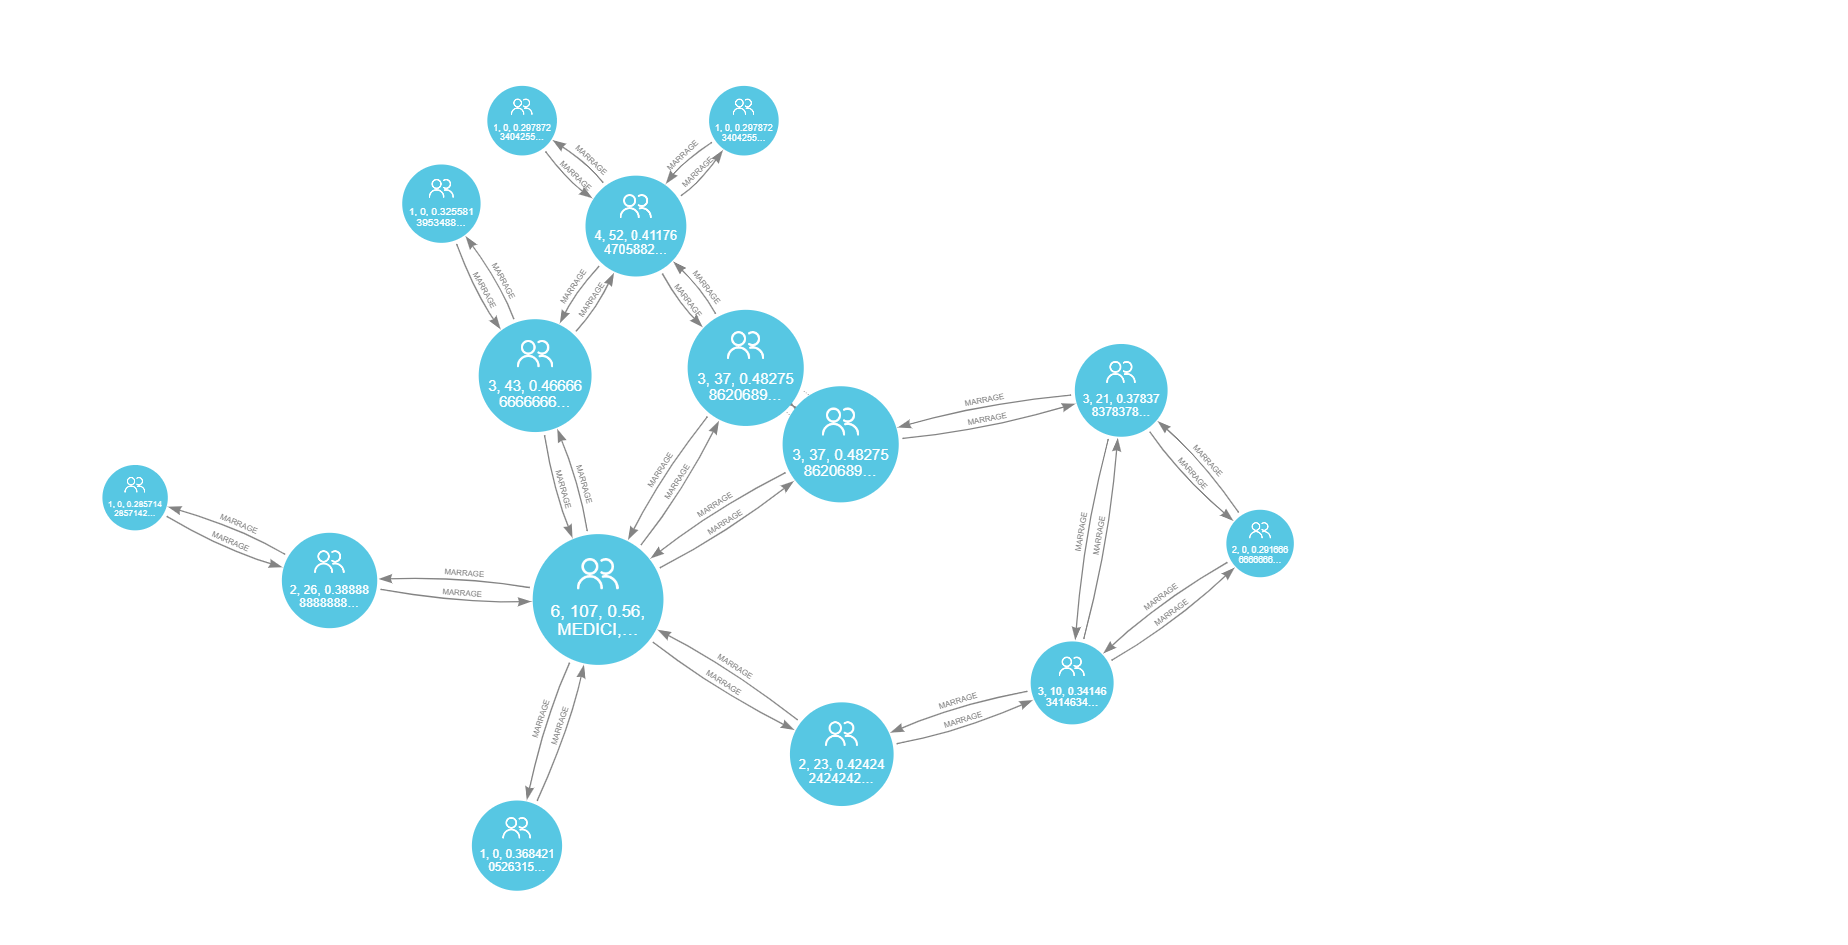 1, 0, 0.297872
3404255...
1, 0, 0.297872
3404255...
MARRAGE
MARRAGE
MARRAGE
MARRAGE
1, 0, 0.325581
3953488...
4, 52, 0.41176
4705882...
MARRAGE
MARRAGE
MARRAGE
MARRAGE
MARRAGE
MARRAGE
3, 43, 0.46666
6666666...
3, 37, 0.48275
8620689...
3, 37, 0.48275
8620689...
MARRAGE
MARRAGE
3, 21, 0.37837
8378378...
MARRAGE
MARRAGE
MARRAGE
MARRAGE
MARRAGE
MARRAGE
MARRAGE
MARRAGE
1, 0, 0.285714
2857142...
MARRAGE
MARRAGE
MARRAGE
MARRAGE
2, 0, 0.291666
6666666...
2, 26, 0.38888
8888888...
MARRAGE
MARRAGE
6, 107, 0.56,
MEDICI,...
MARRAGE
MARRAGE
MARRAGE
MARRAGE
3, 10, 0.34146
3414634...
MARRAGE
MARRAGE
MARRAGE
MARRAGE
2, 23, 0.42424
2424242...
1, 0, 0.368421
0526315...